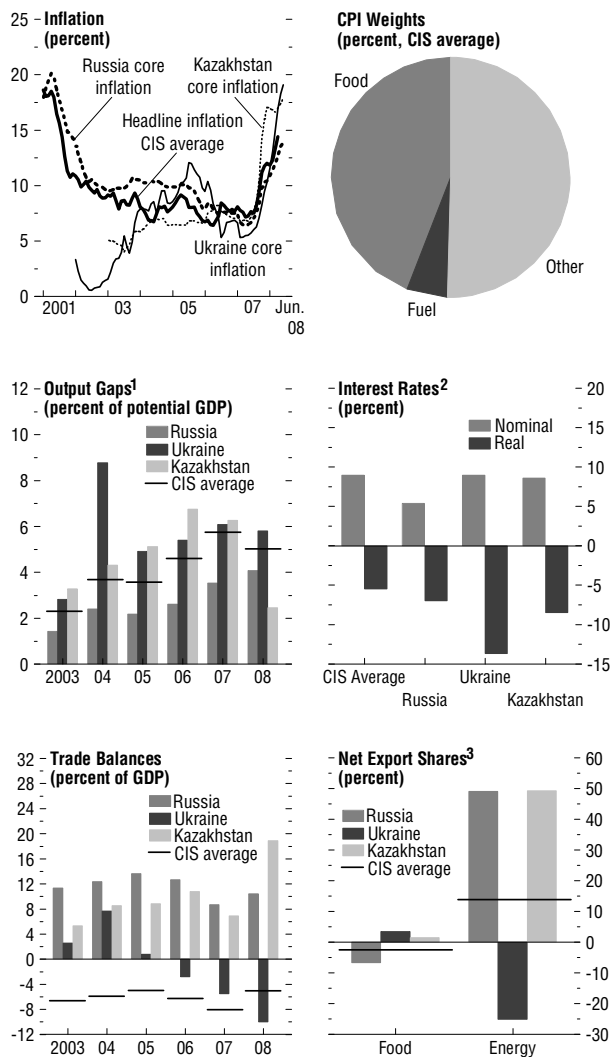 Inflation
(percent)
25
20
15
10
5
0
Russia core
inflation
Kazakhstan
core inflation
Headline inflation
CIS average
Ukraine core
inflation
2001 03 05 07 Jun.
08
CPI Weights
(percent, CIS average)
Food
Other
Fuel
Output Gaps¹
(percent of potential GDP)
12
10
8
6
4
2
0
Russia
Ukraine
Kazakhstan
CIS average
2003 04 05 06 07 08
Interest Rates²
(percent)
Nominal
Real
20
15
10
5
0
-5
-10
-15
CIS Average Ukraine
Russia Kazakhstan
Trade Balances
(percent of GDP)
32
28
24
20
16
12
8
4
0
-4
-8
-12
Russia
Ukraine
Kazakhstan
CIS average
2003 04 05 06 07 08
Net Export Shares³
(percent)
Russia
Ukraine
Kazakhstan
CIS average
60
50
40
30
20
10
0
-10
-20
-30
Food Energy